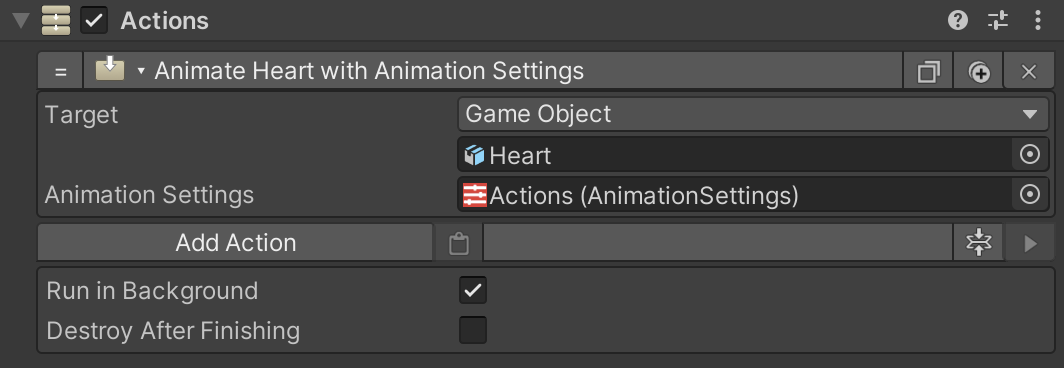 Actions
= Animate Heart with Animation Settings
Target Game Object
Heart
Animation Settings Actions (AnimationSettings)
Add Action
Run in Background
Destroy After Finishing